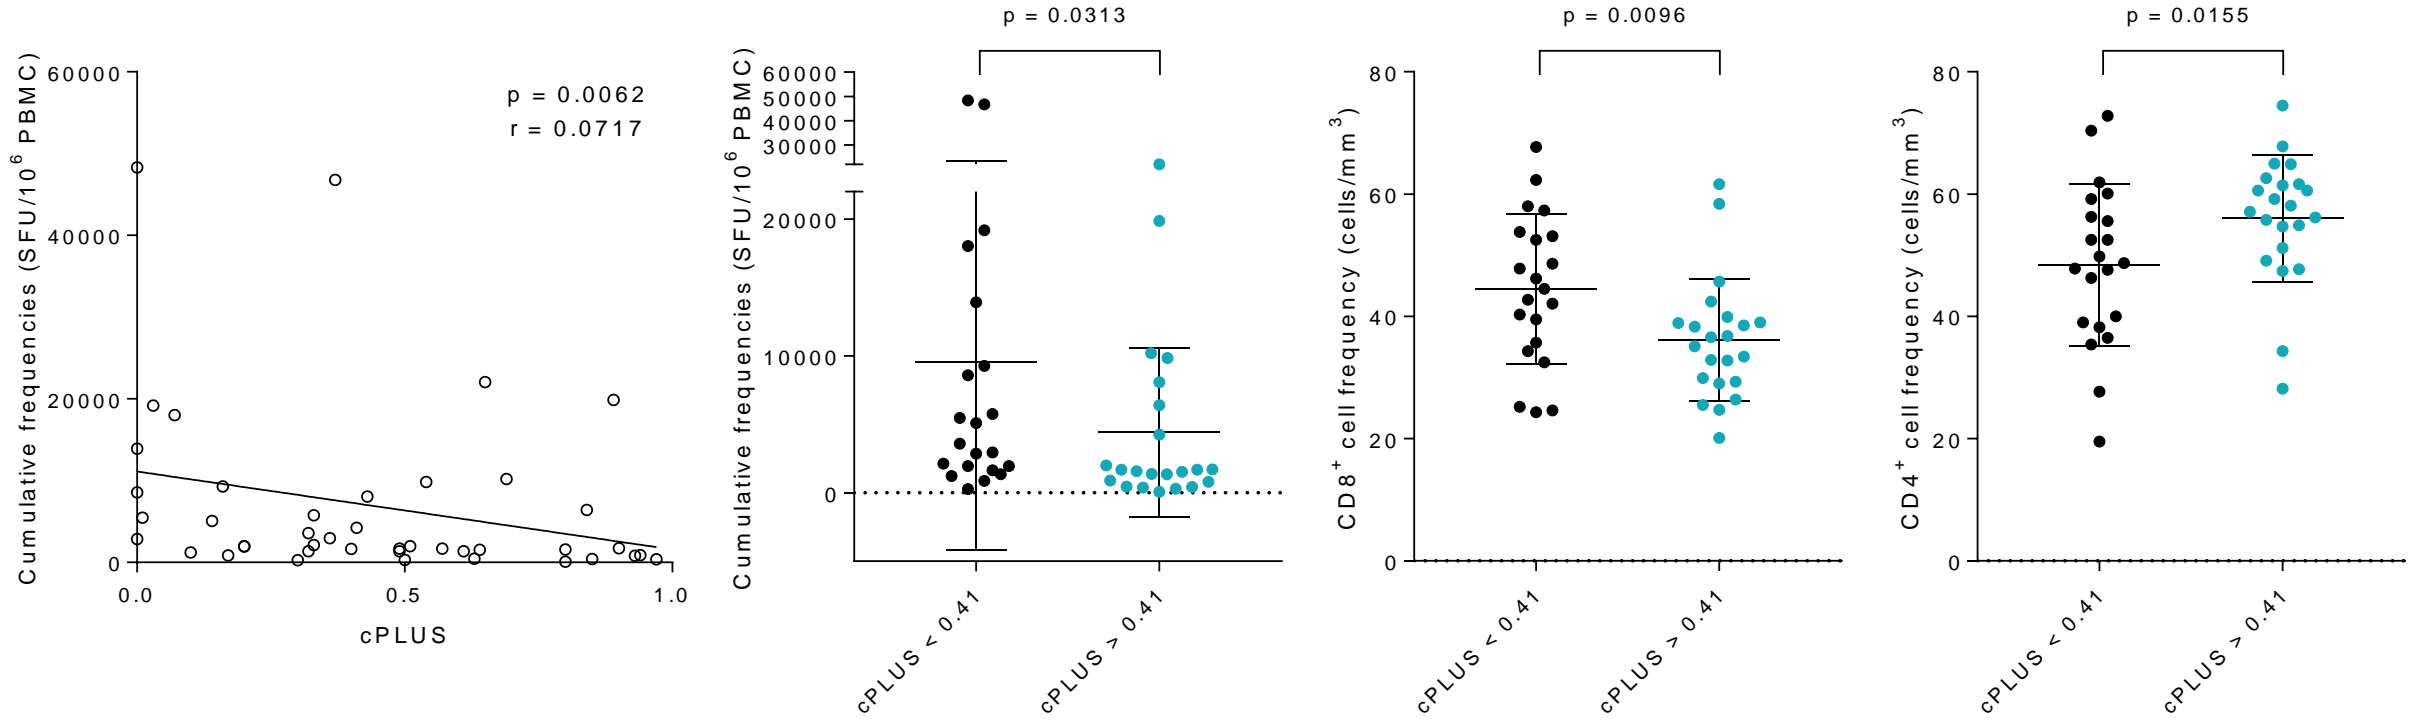 Cumulative frequencies (SFU/10⁶ PBMC)
60000
40000
20000
0
p = 0.0062
r = 0.0717
0.0
0.5
1.0
cPLUS
p = 0.0313
Cumulative frequencies (SFU/10⁶ PBMC)
60000
50000
40000
30000
20000
10000
0
cPLUS < 0.41
cPLUS > 0.41
p = 0.0096
CD8⁺ cell frequency (cells/mm³)
80
60
40
20
0
cPLUS < 0.41
cPLUS > 0.41
p = 0.0155
CD4⁺ cell frequency (cells/mm³)
80
60
40
20
0
cPLUS < 0.41
cPLUS > 0.41